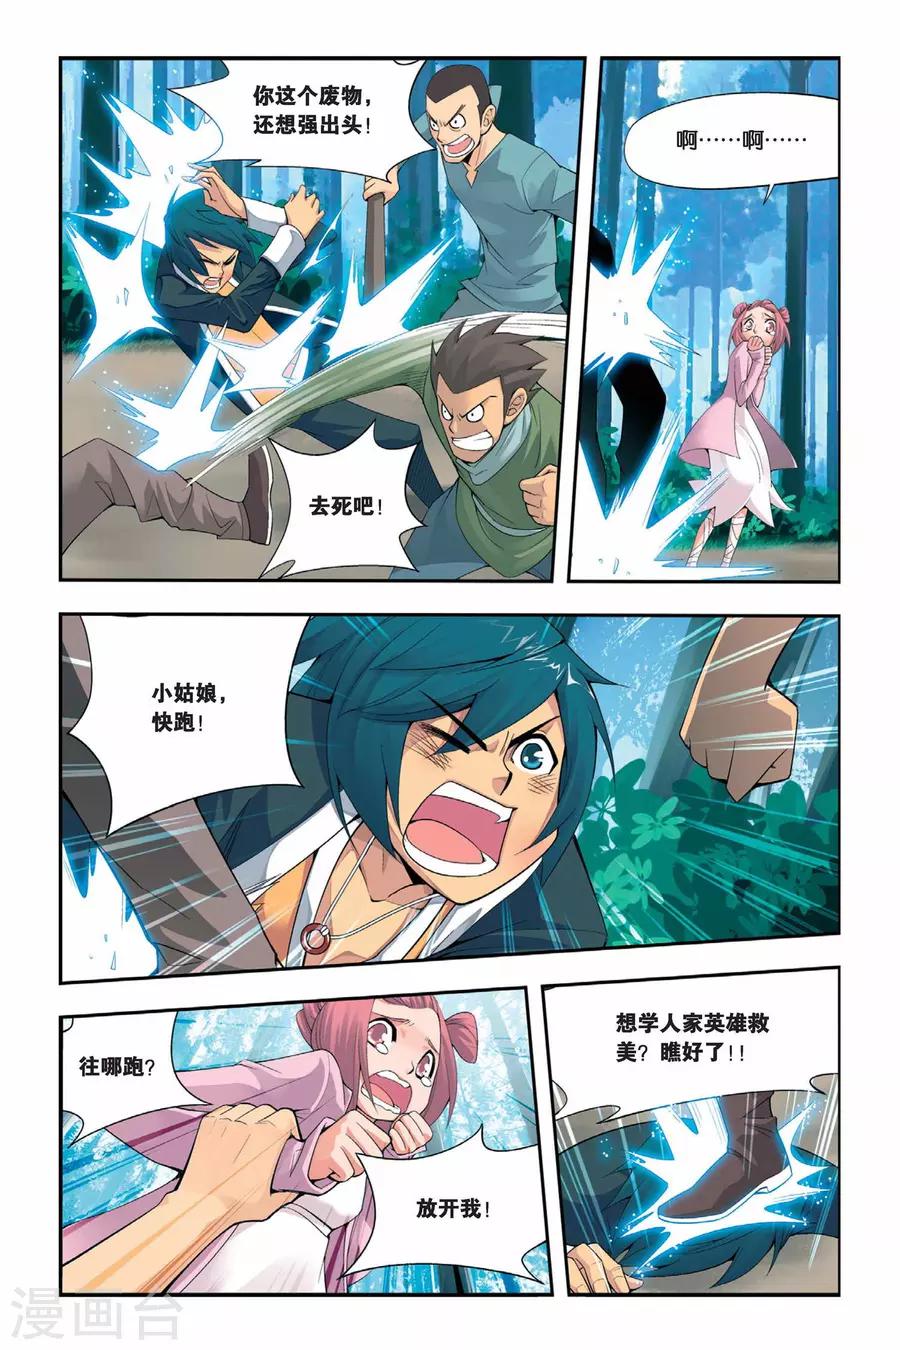 你这个废物，
还想强出头！
啊……啊……
去死吧！
小姑娘，
快跑！
往哪跑？
放开我！
想学人家英雄救
美？瞧好了！！
漫画台